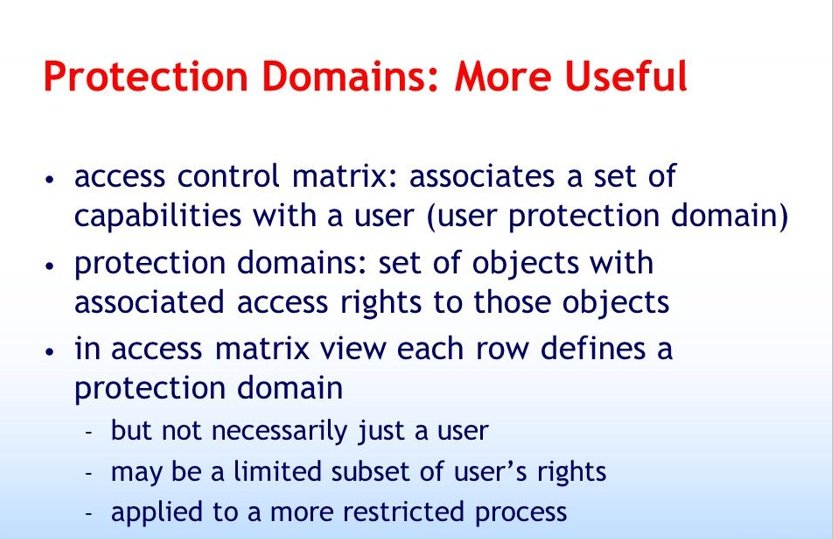 Protection Domains: More Useful
• access control matrix: associates a set of
capabilities with a user (user protection domain)
• protection domains: set of objects with
associated access rights to those objects
• in access matrix view each row defines a
protection domain
- but not necessarily just a user
- may be a limited subset of user’s rights
- applied to a more restricted process